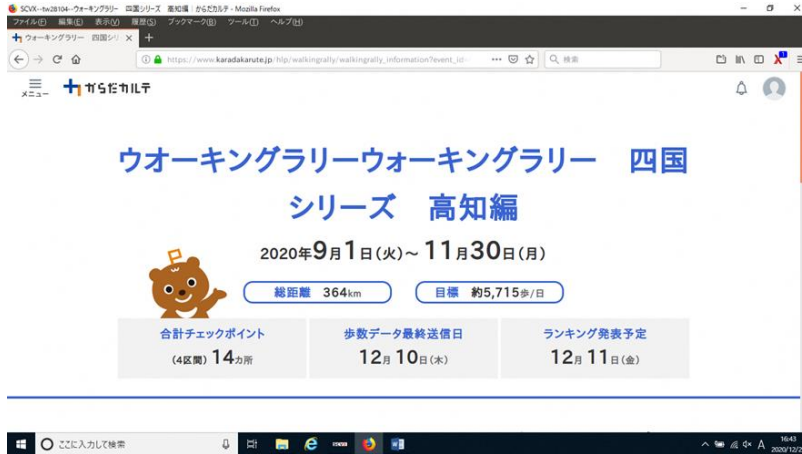 SCVX--tw28104--ウオーキングラリー 四国シリーズ 高知編 | からだカルテ - Mozilla Firefox
ファイル(F) 編集(E) 表示(V) 履歴(S) ブックマーク(B) ツール(T) ヘルプ(H)
ウオーキングラリー 四国シリ
https://www.karadakarute.jp/hlp/walkingrally/walkingrally_information?event_id
検索
メニュー
からだカルテ
ウオーキングラリーウォーキングラリー 四国
シリーズ 高知編
2020年9月1日(火)~11月30日(月)
総距離 364km 目標 約5,715歩/日
合計チェックポイント 歩数データ最終送信日 ランキング発表予定
(4区間) 14カ所 12月10日(木) 12月11日(金)
ここに入力して検索
A 16:43